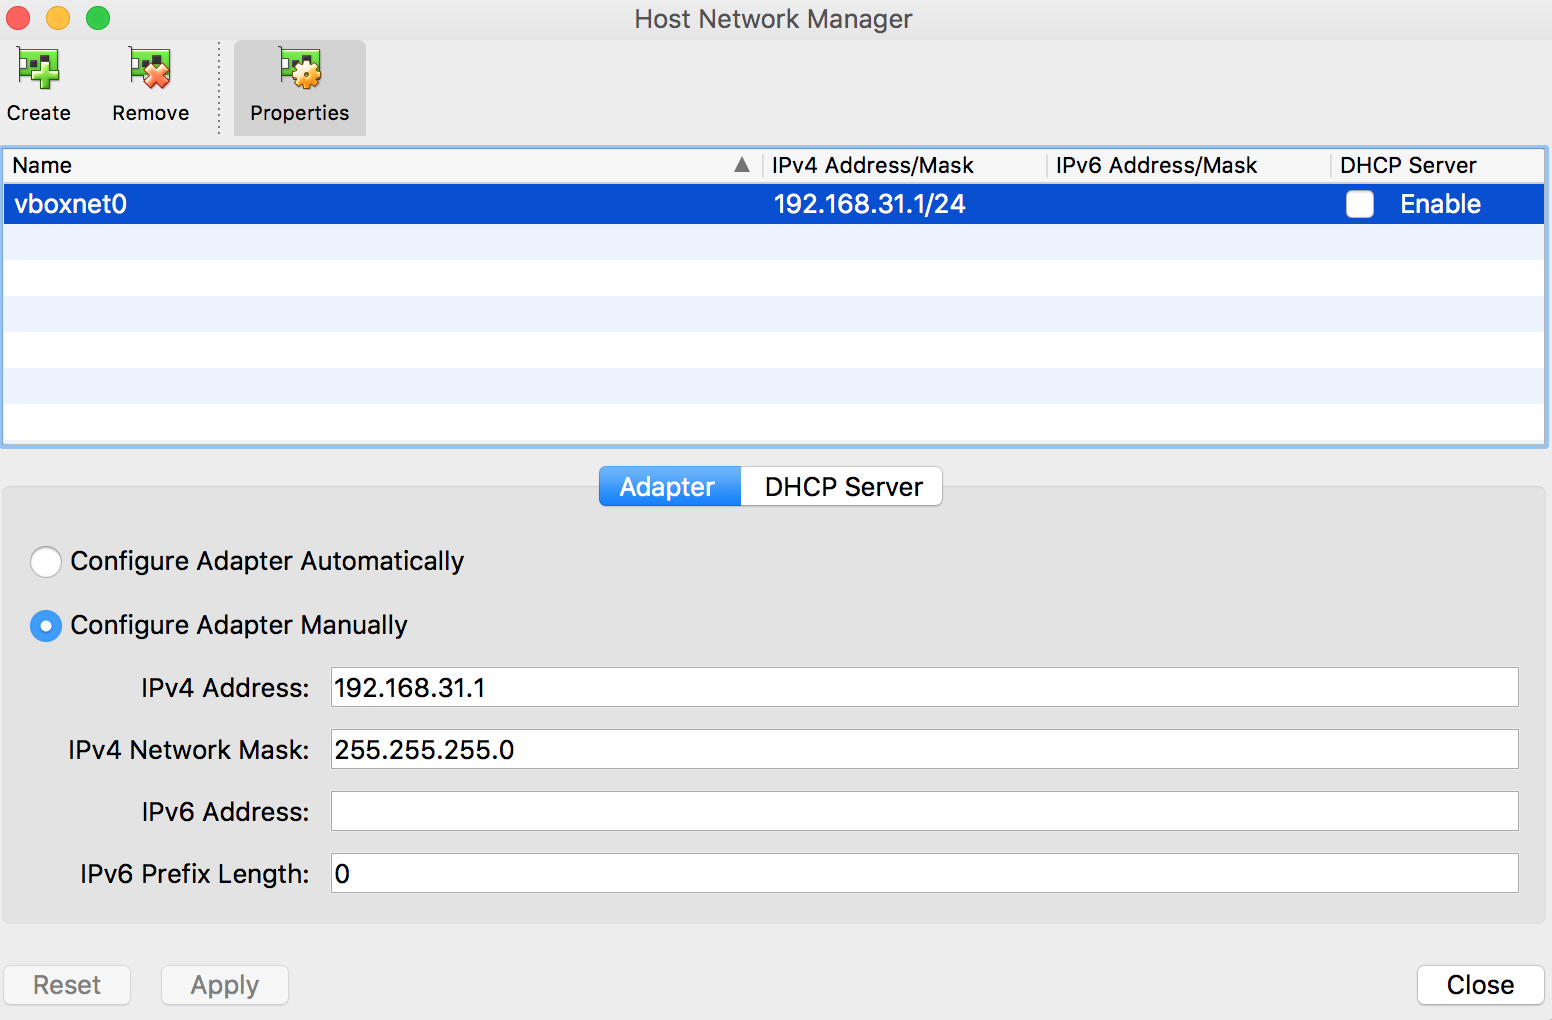 Host Network Manager
Create Remove Properties
Name IPv4 Address/Mask IPv6 Address/Mask DHCP Server
vboxnet0 192.168.31.1/24 Enable
Adapter DHCP Server
Configure Adapter Automatically
Configure Adapter Manually
IPv4 Address: 192.168.31.1
IPv4 Network Mask: 255.255.255.0
IPv6 Address:
IPv6 Prefix Length: 0
Reset Apply Close